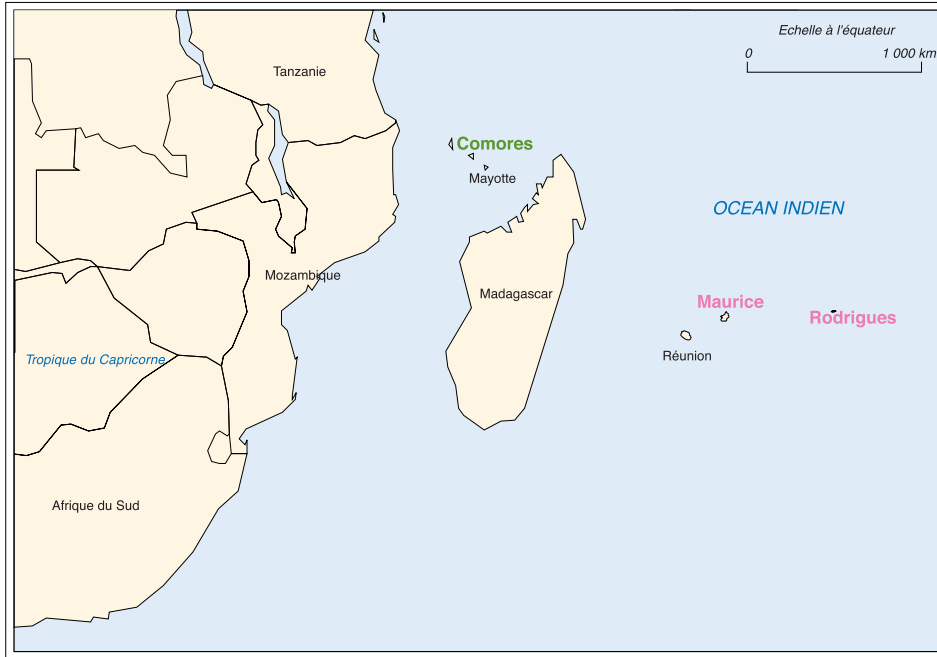 Echelle à l'équateur
0 1 000 km
Tanzanie
Comores
Mayotte
OCEAN INDIEN
Mozambique
Madagascar
Maurice
Rodrigues
Réunion
Tropique du Capricorne
Afrique du Sud